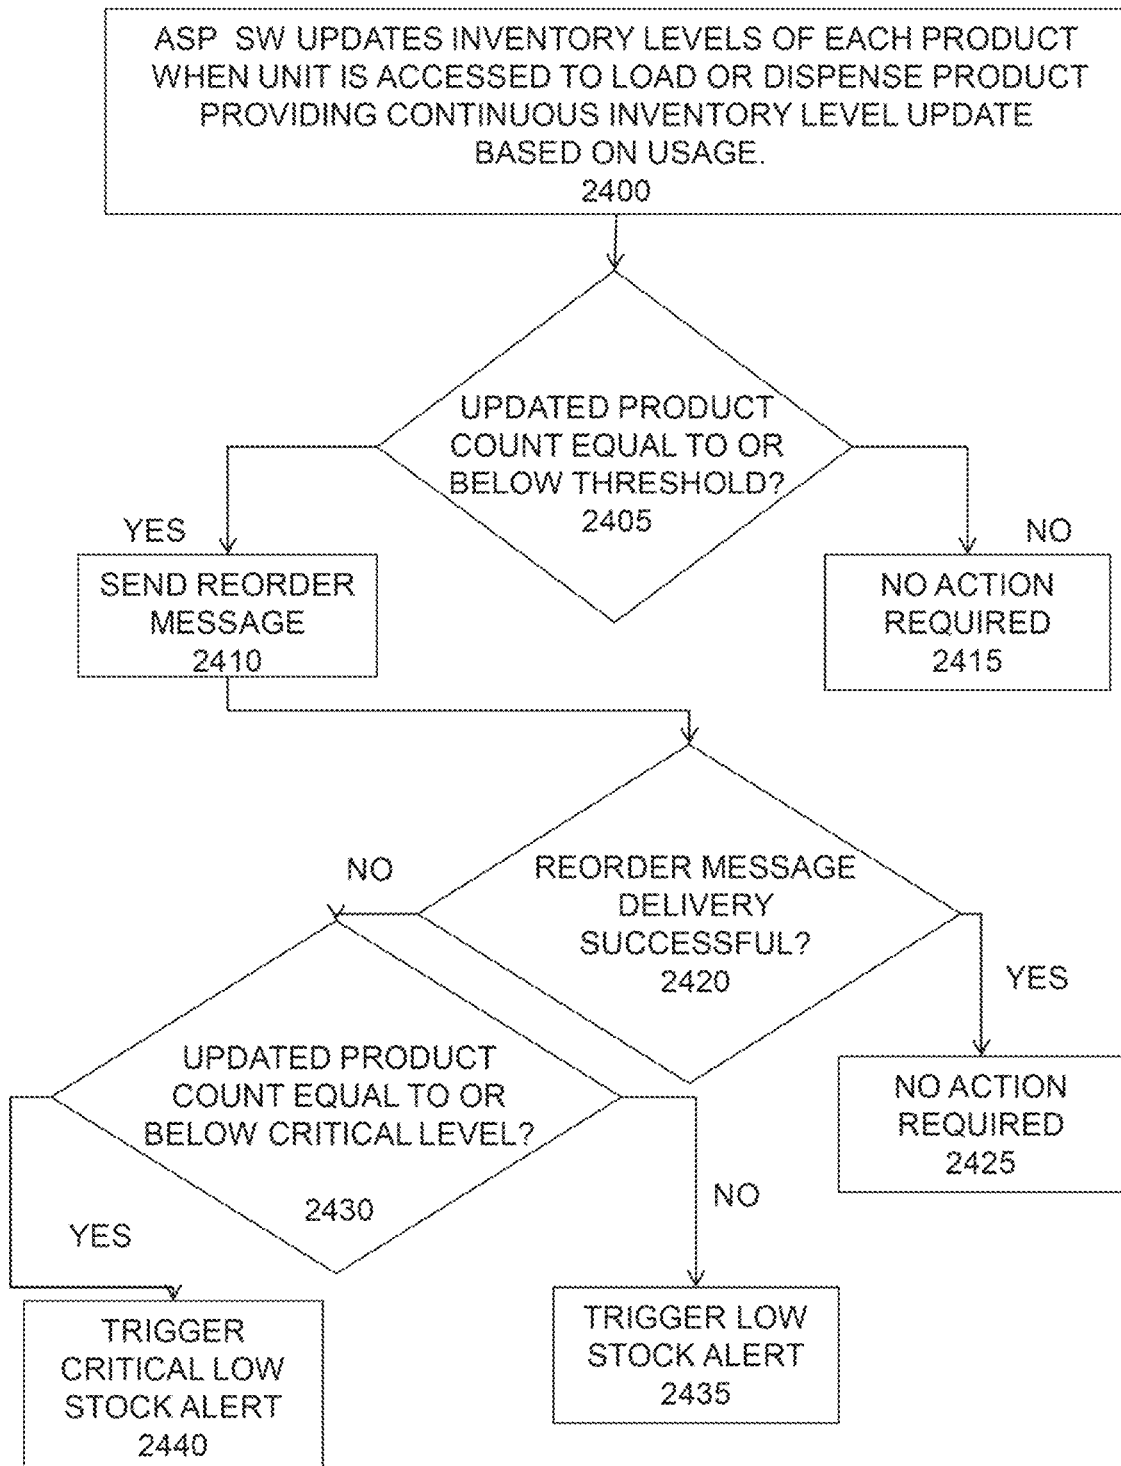 ASP SW UPDATES INVENTORY LEVELS OF EACH PRODUCT
WHEN UNIT IS ACCESSED TO LOAD OR DISPENSE PRODUCT
PROVIDING CONTINUOUS INVENTORY LEVEL UPDATE
BASED ON USAGE.
2400
UPDATED PRODUCT
COUNT EQUAL TO OR
BELOW THRESHOLD?
2405
YES
NO
SEND REORDER
MESSAGE
2410
NO ACTION
REQUIRED
2415
REORDER MESSAGE
DELIVERY
SUCCESSFUL?
2420
NO
YES
UPDATED PRODUCT
COUNT EQUAL TO OR
BELOW CRITICAL LEVEL?
2430
NO ACTION
REQUIRED
2425
YES
NO
TRIGGER
CRITICAL LOW
STOCK ALERT
2440
TRIGGER LOW
STOCK ALERT
2435